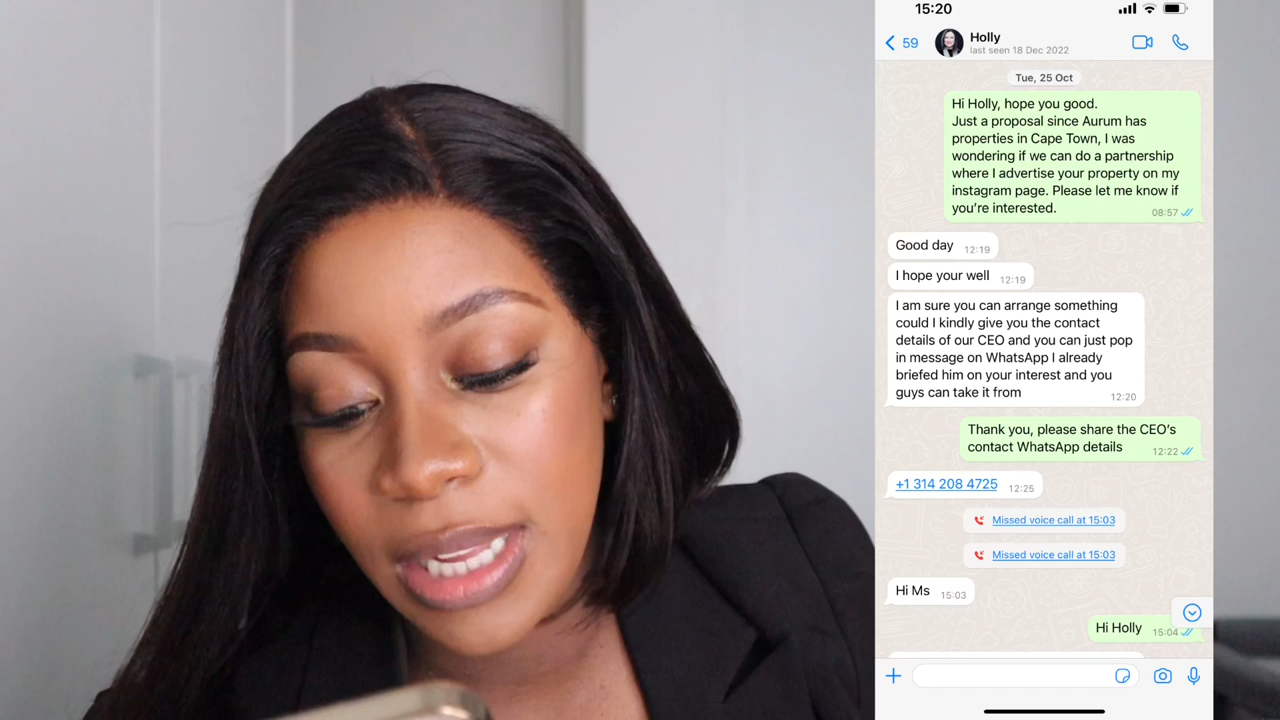 15:20
59
Holly
last seen 18 Dec 2022
Tue, 25 Oct
Hi Holly, hope you good.
Just a proposal since Aurum has
properties in Cape Town, I was
wondering if we can do a partnership
where I advertise your property on my
instagram page. Please let me know if
you're interested.
08:57
Good day
12:19
I hope your well
12:19
I am sure you can arrange something
could I kindly give you the contact
details of our CEO and you can just pop
in message on WhatsApp I already
briefed him on your interest and you
guys can take it from
12:20
Thank you, please share the CEO's
contact WhatsApp details
12:22
+1 314 208 4725
12:25
Missed voice call at 15:03
Missed voice call at 15:03
Hi Ms
15:03
Hi Holly
15:04